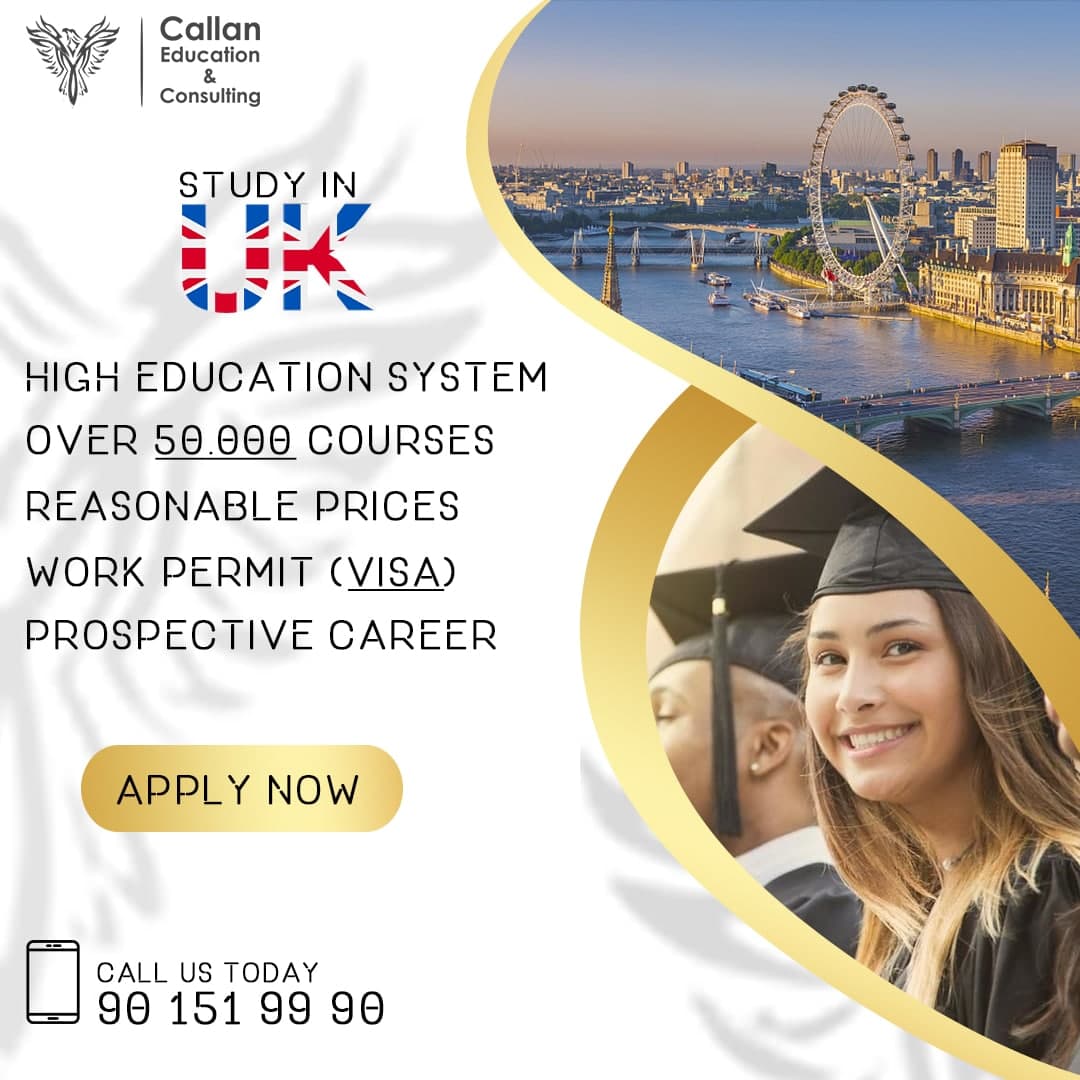 Callan
Education
&
Consulting
STUDY IN
UK
HIGH EDUCATION SYSTEM
OVER 50.000 COURSES
REASONABLE PRICES
WORK PERMIT (VISA)
PROSPECTIVE CAREER
APPLY NOW
CALL US TODAY
90 151 99 90